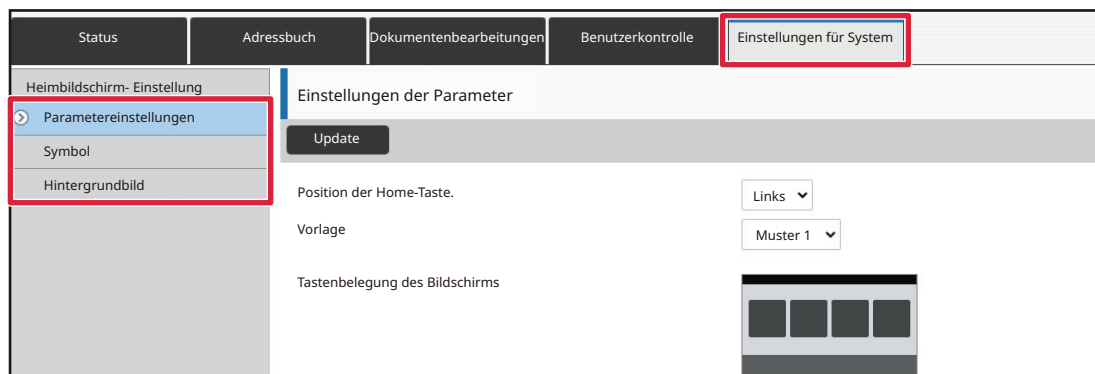 Status
Adressbuch
Dokumentenbearbeitungen
Benutzerkontrolle
Einstellungen für System
Heimbildschirm- Einstellung
Parametereinstellungen
Symbol
Hintergrundbild
Einstellungen der Parameter
Update
Position der Home-Taste.
Links
Vorlage
Muster 1
Tastenbelegung des Bildschirms